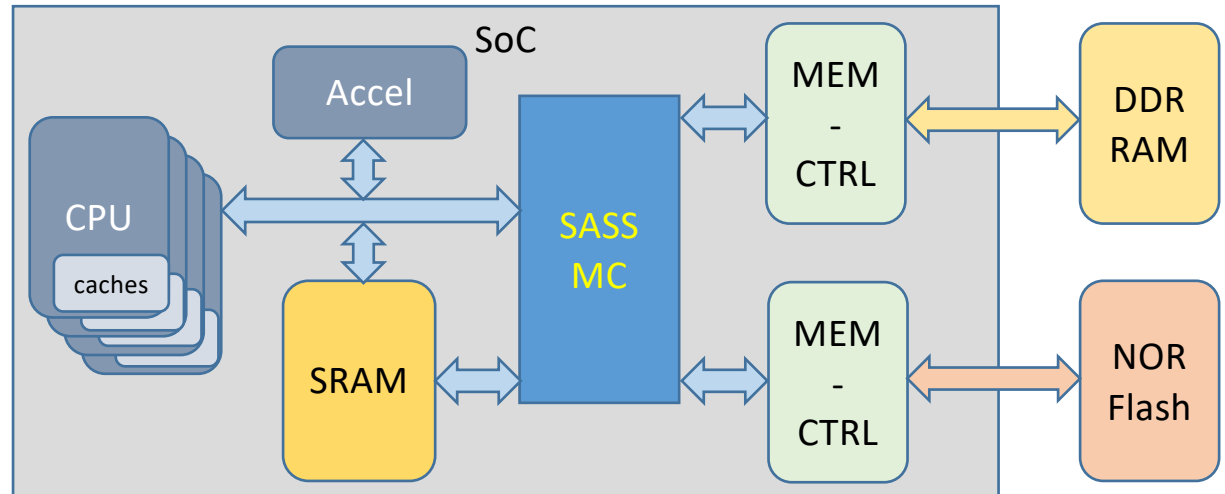 SoC
Accel
CPU
caches
SRAM
SASS
MC
MEM
-
CTRL
MEM
-
CTRL
DDR
RAM
NOR
Flash